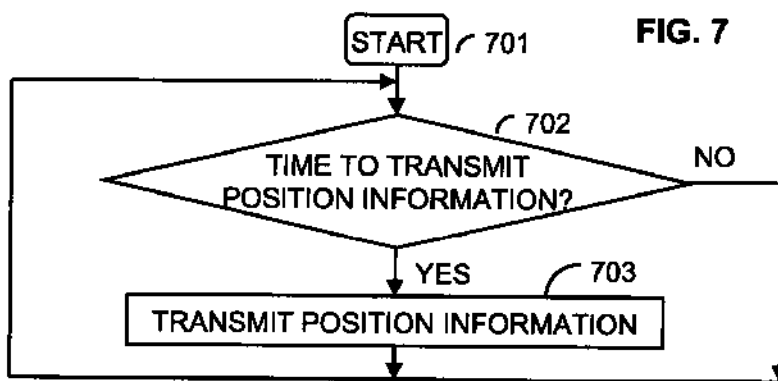 FIG. 7
START 701
702
TIME TO TRANSMIT
POSITION INFORMATION?
NO
YES
703
TRANSMIT POSITION INFORMATION